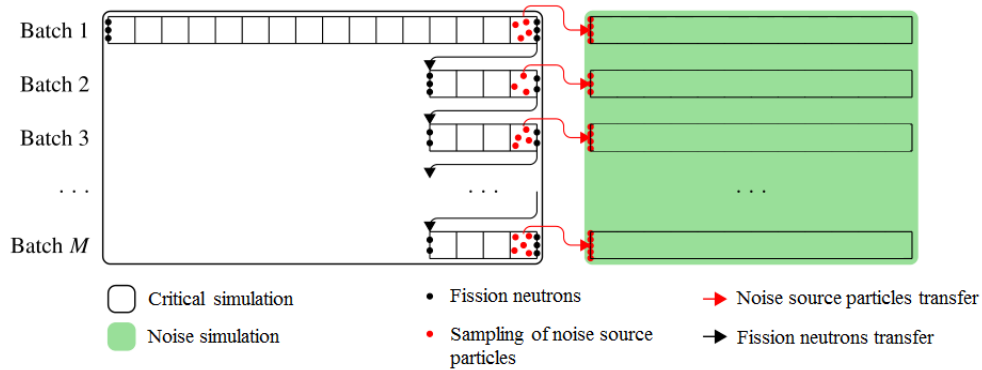 Batch 1
Batch 2
Batch 3
. . .
. . .
. . .
Batch M
Critical simulation
Fission neutrons
Noise source particles transfer
Noise simulation
Sampling of noise source
particles
Fission neutrons transfer